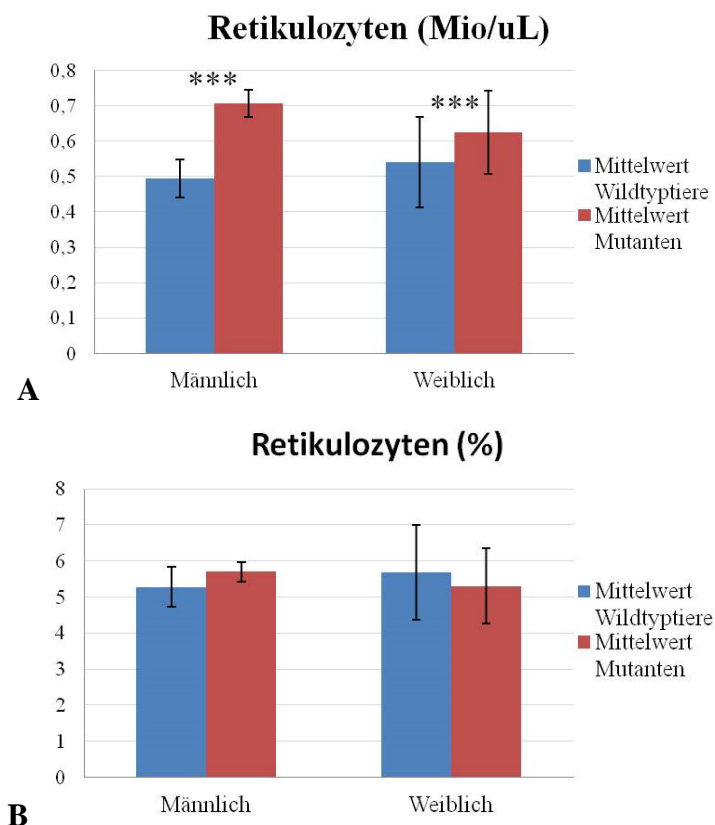 Retikulozyten (Mio/uL)
0,8
0,7
0,6
0,5
0,4
0,3
0,2
0,1
0
***
***
Männlich
Weiblich
Mittelwert
Wildtyptiere
Mittelwert
Mutanten
A
Retikulozyten (%)
8
7
6
5
4
3
2
1
0
Männlich
Weiblich
Mittelwert
Wildtyptiere
Mittelwert
Mutanten
B